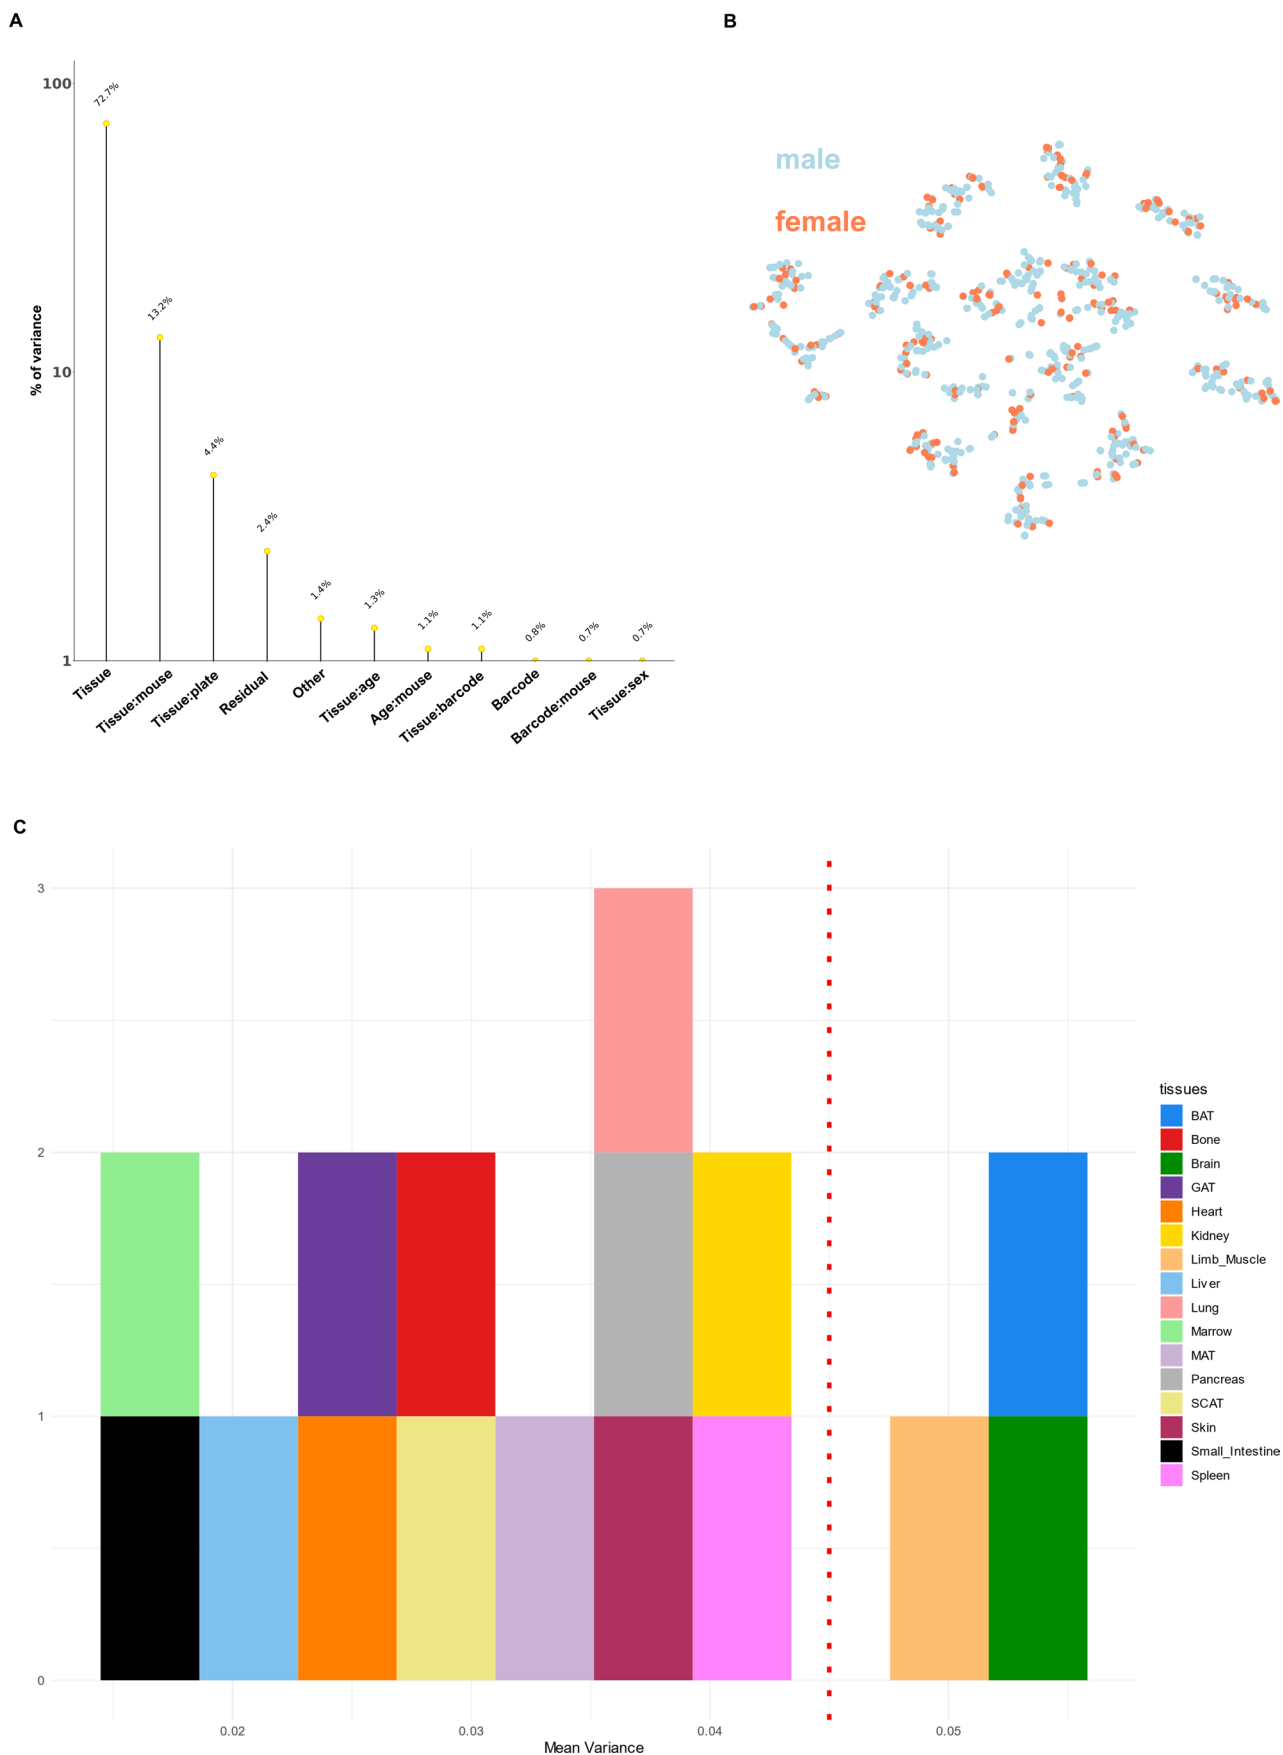 A
B
100
10
1
% of variance
72.7%
13.2%
4.4%
2.4%
1.4%
1.3%
1.1%
1.1%
0.8%
0.7%
0.7%
Tissue
Tissue:mouse
Tissue:plate
Residual
Other
Tissue:age
Age:mouse
Tissue:barcode
Barcode
Barcode:mouse
Tissue:sex
male
female
C
3
2
1
0
0.02
0.03
0.04
0.05
Mean Variance
tissues
BAT
Bone
Brain
GAT
Heart
Kidney
Limb_Muscle
Liver
Lung
Marrow
MAT
Pancreas
SCAT
Skin
Small_Intestine
Spleen